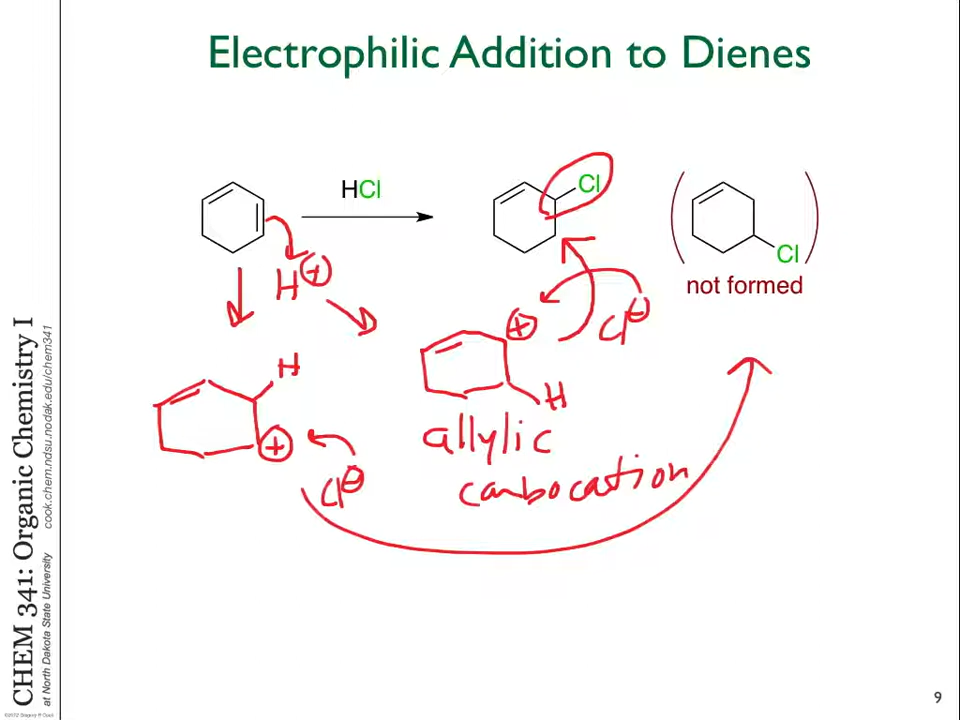 Electrophilic Addition to Dienes
HCl
Cl
Cl
not formed
H⊕
Cl⊖
H
H
allylic
carbocation
Cl⊖
CHEM 341: Organic Chemistry I
at North Dakota State University cook.chem.ndsu.nodak.edu/chem341
9